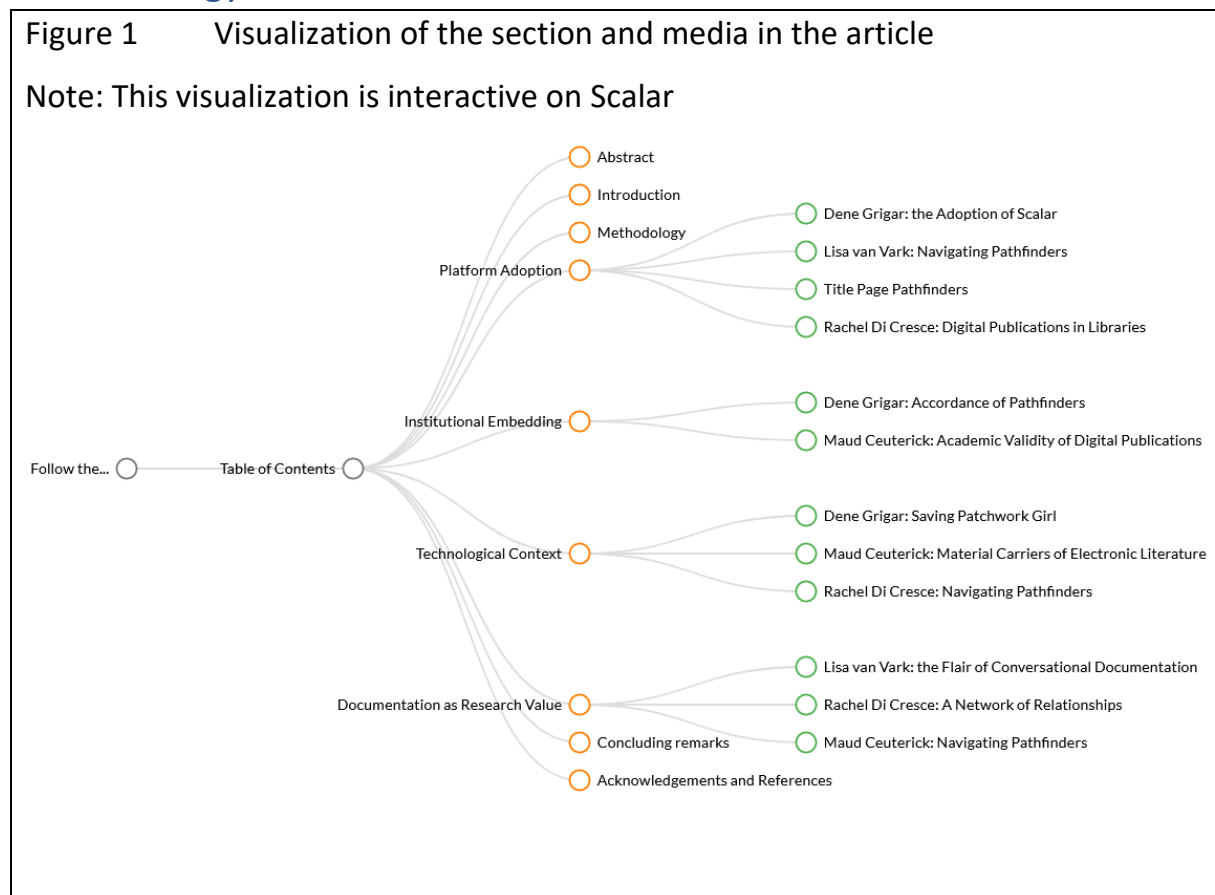 Figure 1 Visualization of the section and media in the article
Note: This visualization is interactive on Scalar
Abstract
Introduction
Methodology
Platform Adoption
Dene Grigar: the Adoption of Scalar
Lisa van Vark: Navigating Pathfinders
Title Page Pathfinders
Rachel Di Cresce: Digital Publications in Libraries
Institutional Embedding
Dene Grigar: Accordance of Pathfinders
Maud Ceuterick: Academic Validity of Digital Publications
Follow the...
Table of Contents
Technological Context
Dene Grigar: Saving Patchwork Girl
Maud Ceuterick: Material Carriers of Electronic Literature
Rachel Di Cresce: Navigating Pathfinders
Documentation as Research Value
Lisa van Vark: the Flair of Conversational Documentation
Rachel Di Cresce: A Network of Relationships
Maud Ceuterick: Navigating Pathfinders
Concluding remarks
Acknowledgements and References